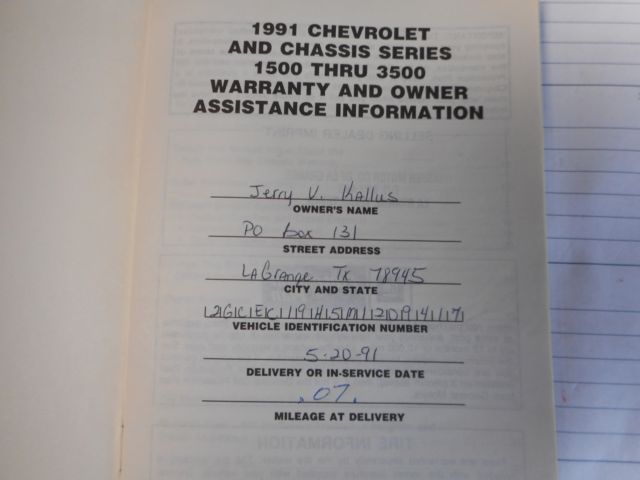 1991 CHEVROLET
AND CHASSIS SERIES
1500 THRU 3500
WARRANTY AND OWNER
ASSISTANCE INFORMATION
Jerry V. Kallus
OWNER'S NAME
PO box 131
STREET ADDRESS
LaGrange Tx 78945
CITY AND STATE
VEHICLE IDENTIFICATION NUMBER
5-20-91
DELIVERY OR IN-SERVICE DATE
.07.
MILEAGE AT DELIVERY